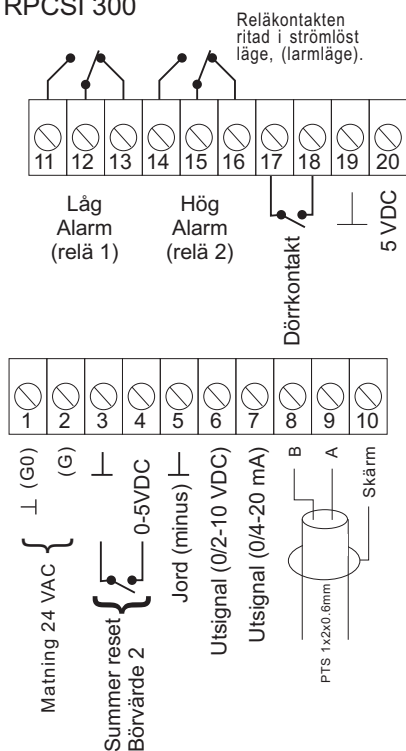 RPCSI 300
Reläkontakten
ritad i strömlöst
läge, (larmläge).
11 12 13 14 15 16 17 18 19 20
Låg
Alarm
(relä 1)
Hög
Alarm
(relä 2)
Dörrkontakt
5 VDC
1 2 3 4 5 6 7 8 9 10
(G0)
(G)
Matning 24 VAC
0-5VDC
Summer reset
Börvärde 2
Jord (minus)
Utsignal (0/2-10 VDC)
Utsignal (0/4-20 mA)
B
A
Skärm
PTS 1x2x0.6mm